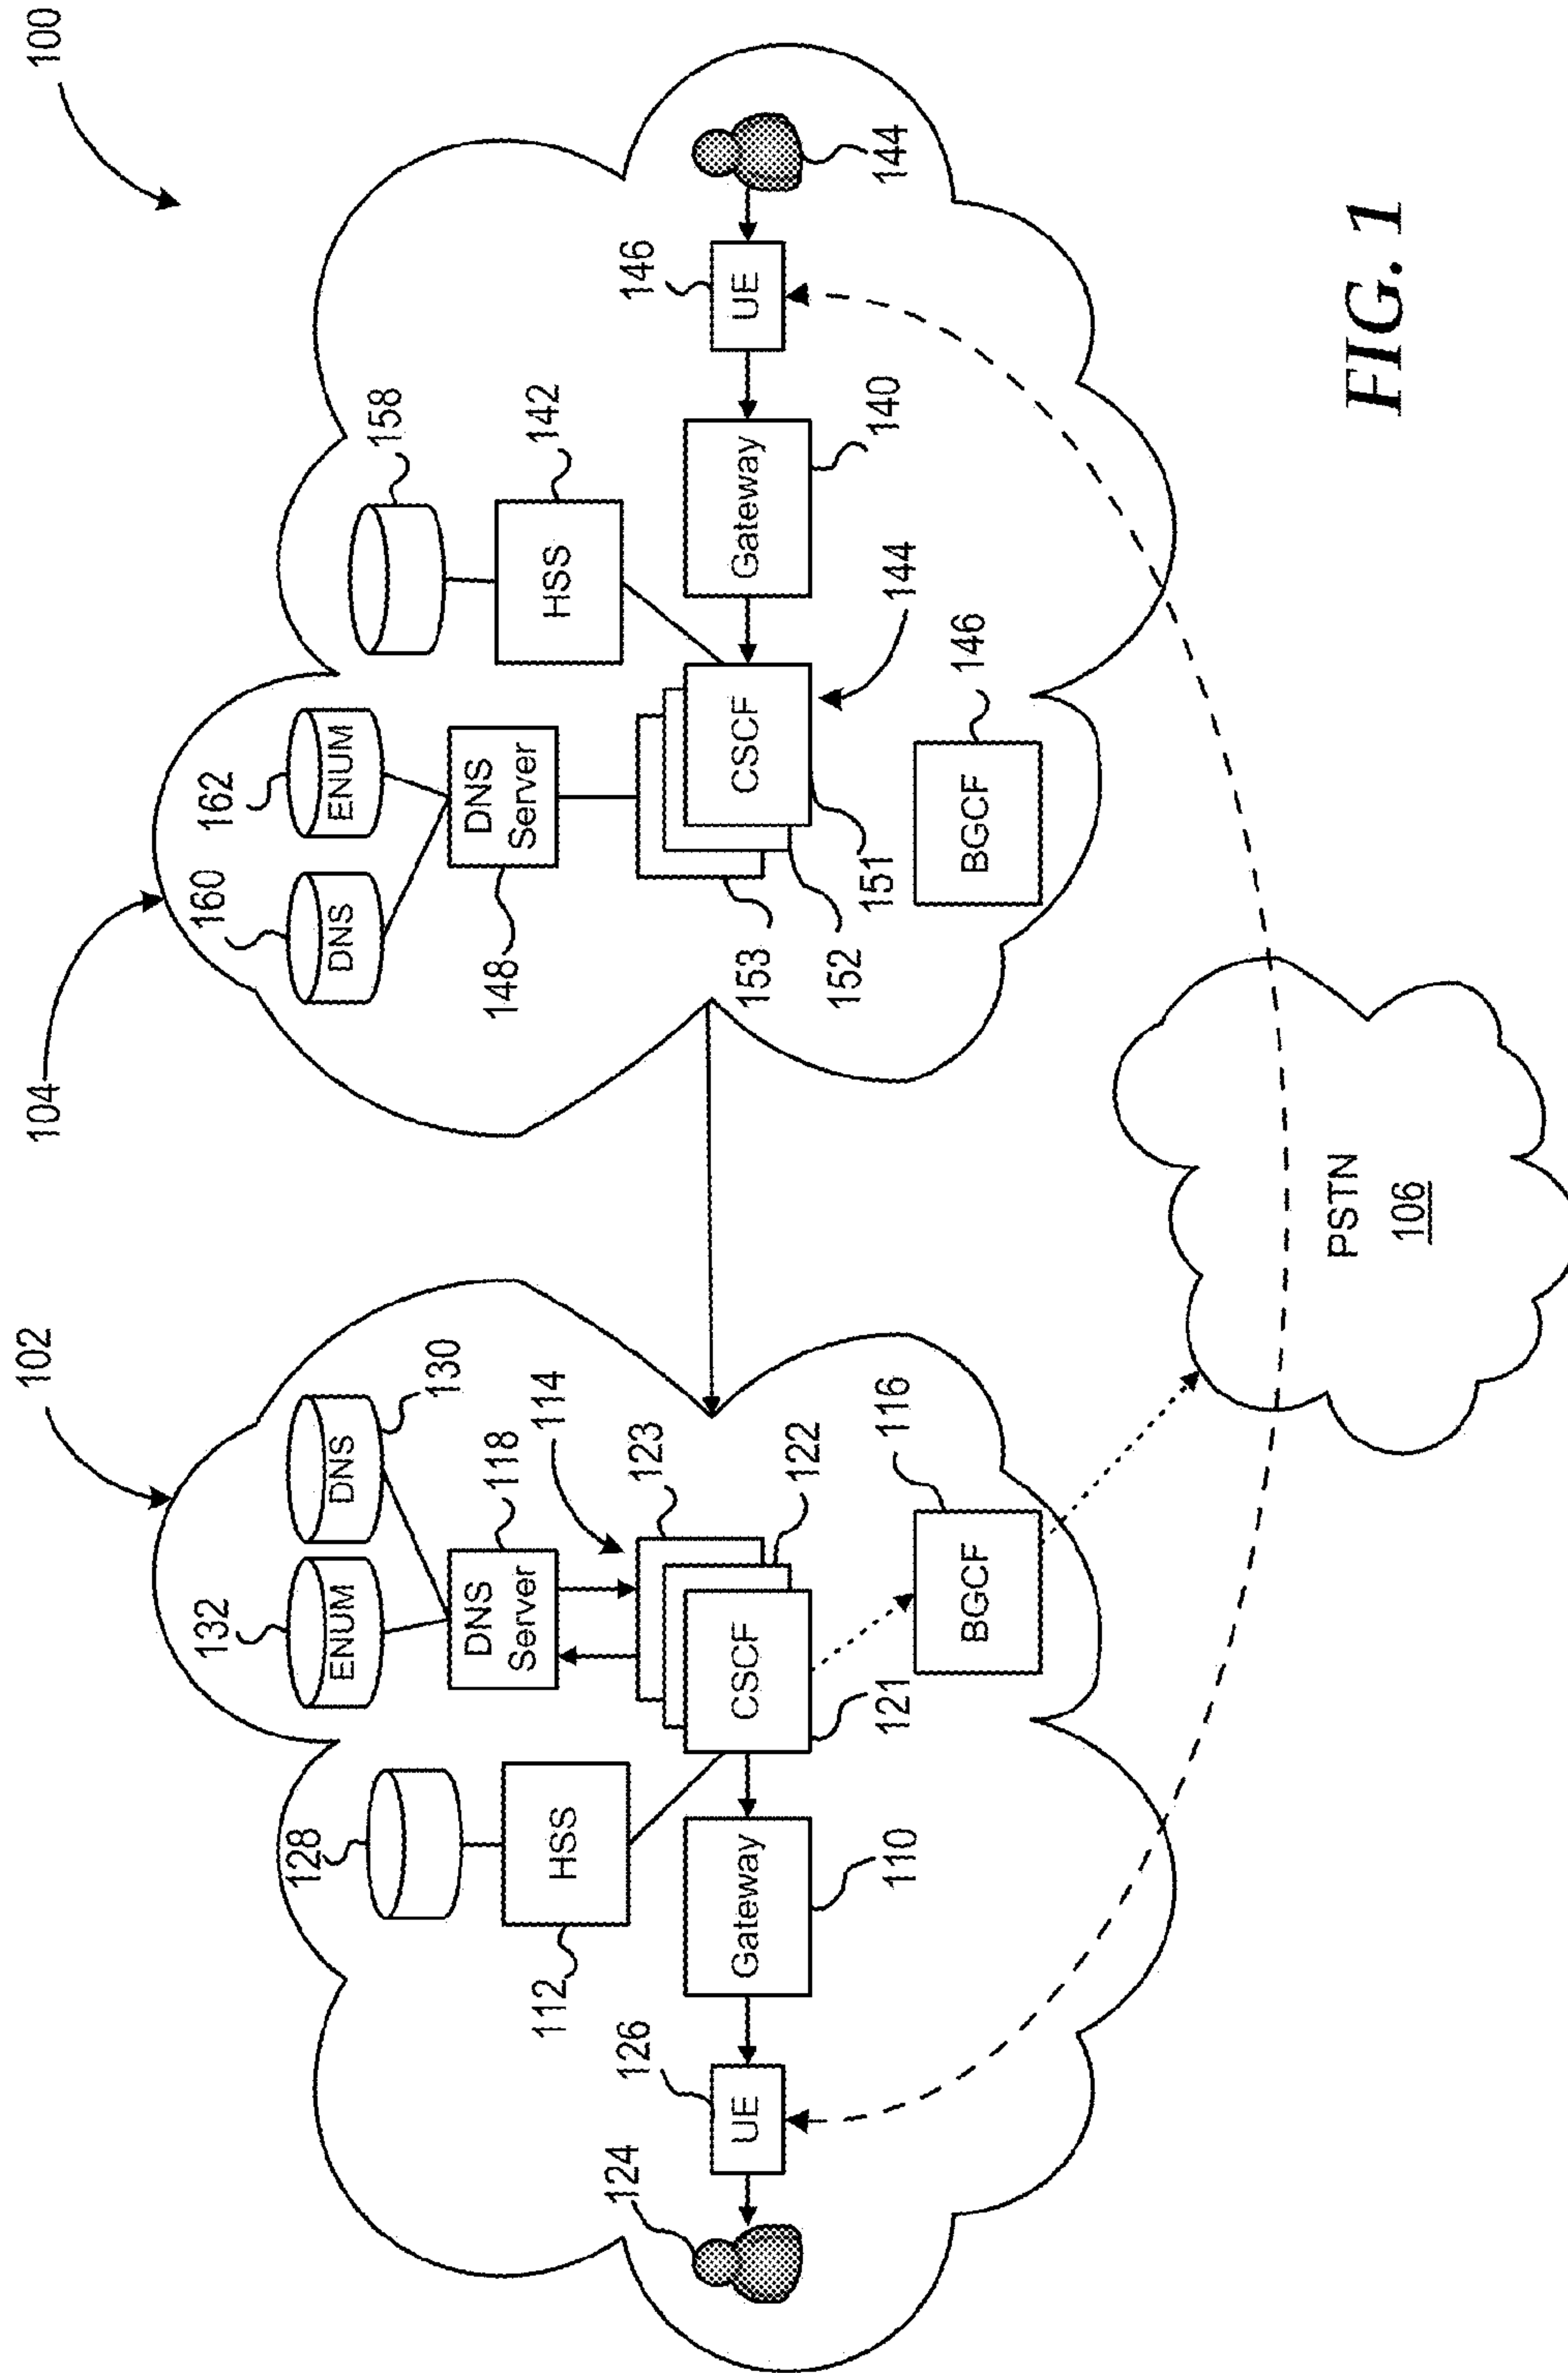 100
102
104
132
ENUM
DNS
130
160
DNS
162
ENUM
158
128
DNS
Server
118
114
148
DNS
Server
HSS
112
HSS
142
123
122
153
152
124
126
UE
Gateway
110
CSCF
121
CSCF
151
144
Gateway
140
146
UE
144
116
BGCF
BGCF
146
PSTN
106
FIG. 1